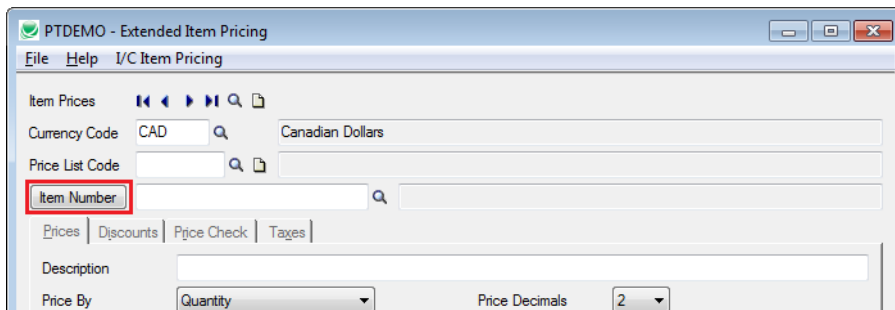 PTDEMO - Extended Item Pricing
File Help I/C Item Pricing
Item Prices
Currency Code CAD Canadian Dollars
Price List Code
Item Number
Prices Discounts Price Check Taxes
Description
Price By Quantity Price Decimals 2